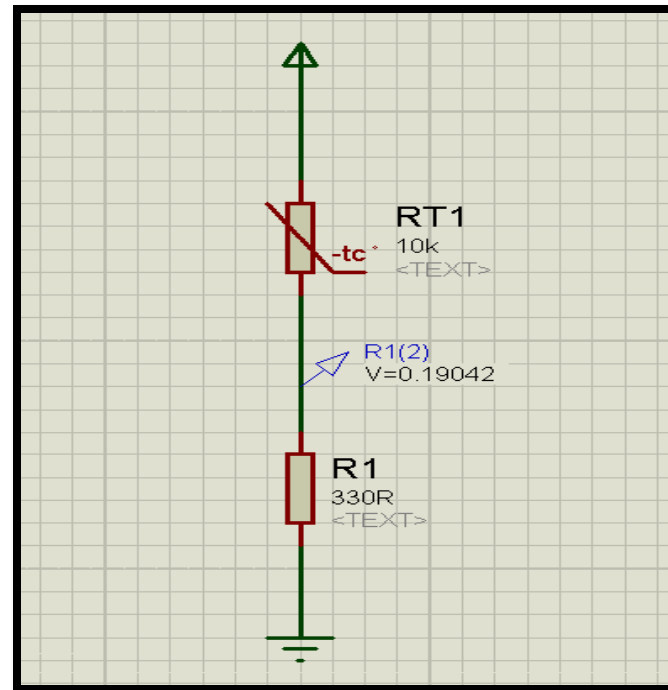 RT1
-tc °
10k
<TEXT>
R1(2)
V=0.19042
R1
330R
<TEXT>